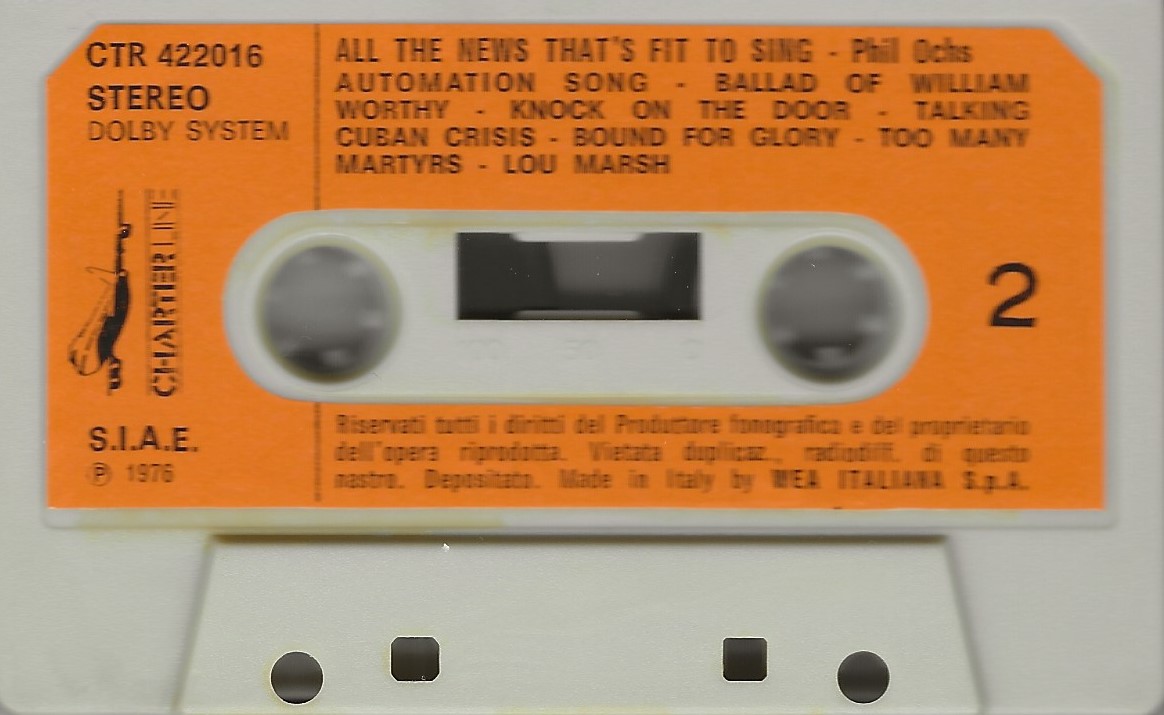 CTR 422016
STEREO
DOLBY SYSTEM
ALL THE NEWS THAT'S FIT TO SING - Phil Ochs
AUTOMATION SONG - BALLAD OF WILLIAM
WORTHY - KNOCK ON THE DOOR - TALKING
CUBAN CRISIS - BOUND FOR GLORY - TOO MANY
MARTYRS - LOU MARSH
CHARTER LINE
2
100 50 0
S.I.A.E.
Ⓟ 1976
Riservati tutti i diritti del Produttore fonografico e del proprietario
dell'opera riprodotta. Vietata duplicaz., radiodiff. di questo
nastro. Depositato. Made in Italy by WEA ITALIANA S.p.A.